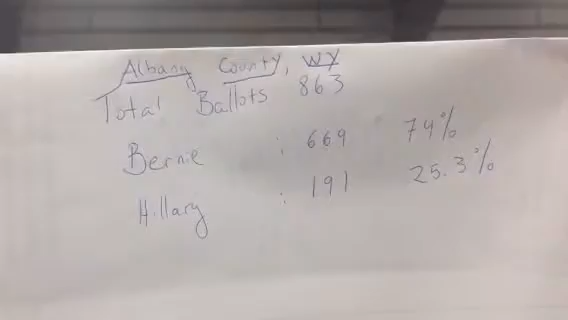 Albany County, WY
Total Ballots 863
Bernie : 669 74%
Hillary : 191 25.3%